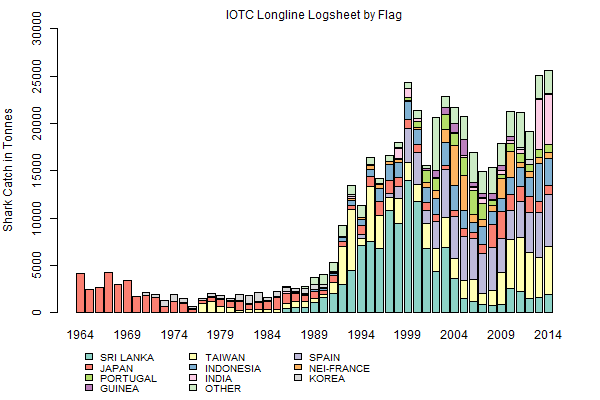 IOTC Longline Logsheet by Flag
Shark Catch in Tonnes
30000
25000
20000
15000
10000
5000
0
1964 1969 1974 1979 1984 1989 1994 1999 2004 2009 2014
SRI LANKA TAIWAN SPAIN
JAPAN INDONESIA NEI-FRANCE
PORTUGAL INDIA KOREA
GUINEA OTHER